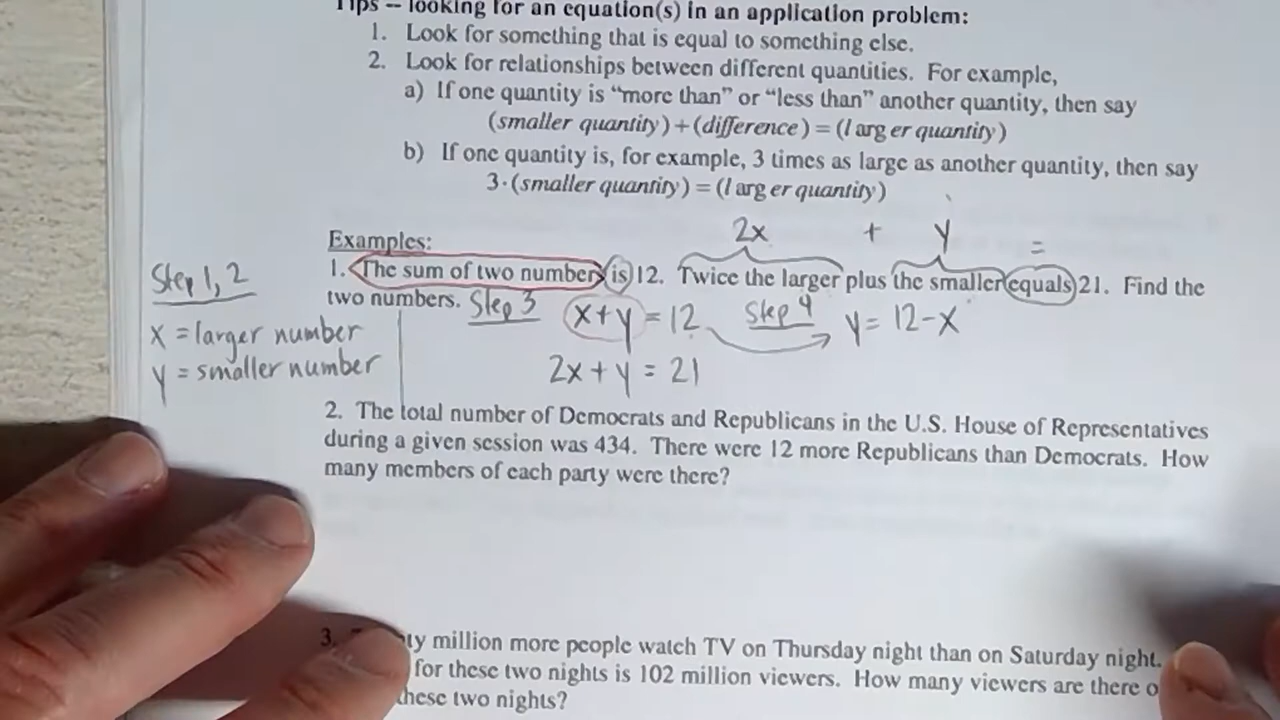 Tips – looking for an equation(s) in an application problem:
1. Look for something that is equal to something else.
2. Look for relationships between different quantities. For example,
a) If one quantity is “more than” or “less than” another quantity, then say
(smaller quantity)+(difference)=(larger quantity)
b) If one quantity is, for example, 3 times as large as another quantity, then say
3·(smaller quantity)=(larger quantity)
2x + y =
Examples:
1. The sum of two numbers is 12. Twice the larger plus the smaller equals 21. Find the
two numbers.
Step 1, 2
x = larger number
y = smaller number
Step 3 x+y = 12 Step 4 y = 12-x
2x+y = 21
2. The total number of Democrats and Republicans in the U.S. House of Representatives
during a given session was 434. There were 12 more Republicans than Democrats. How
many members of each party were there?
3. million more people watch TV on Thursday night than on Saturday night.
for these two nights is 102 million viewers. How many viewers are there
these two nights?